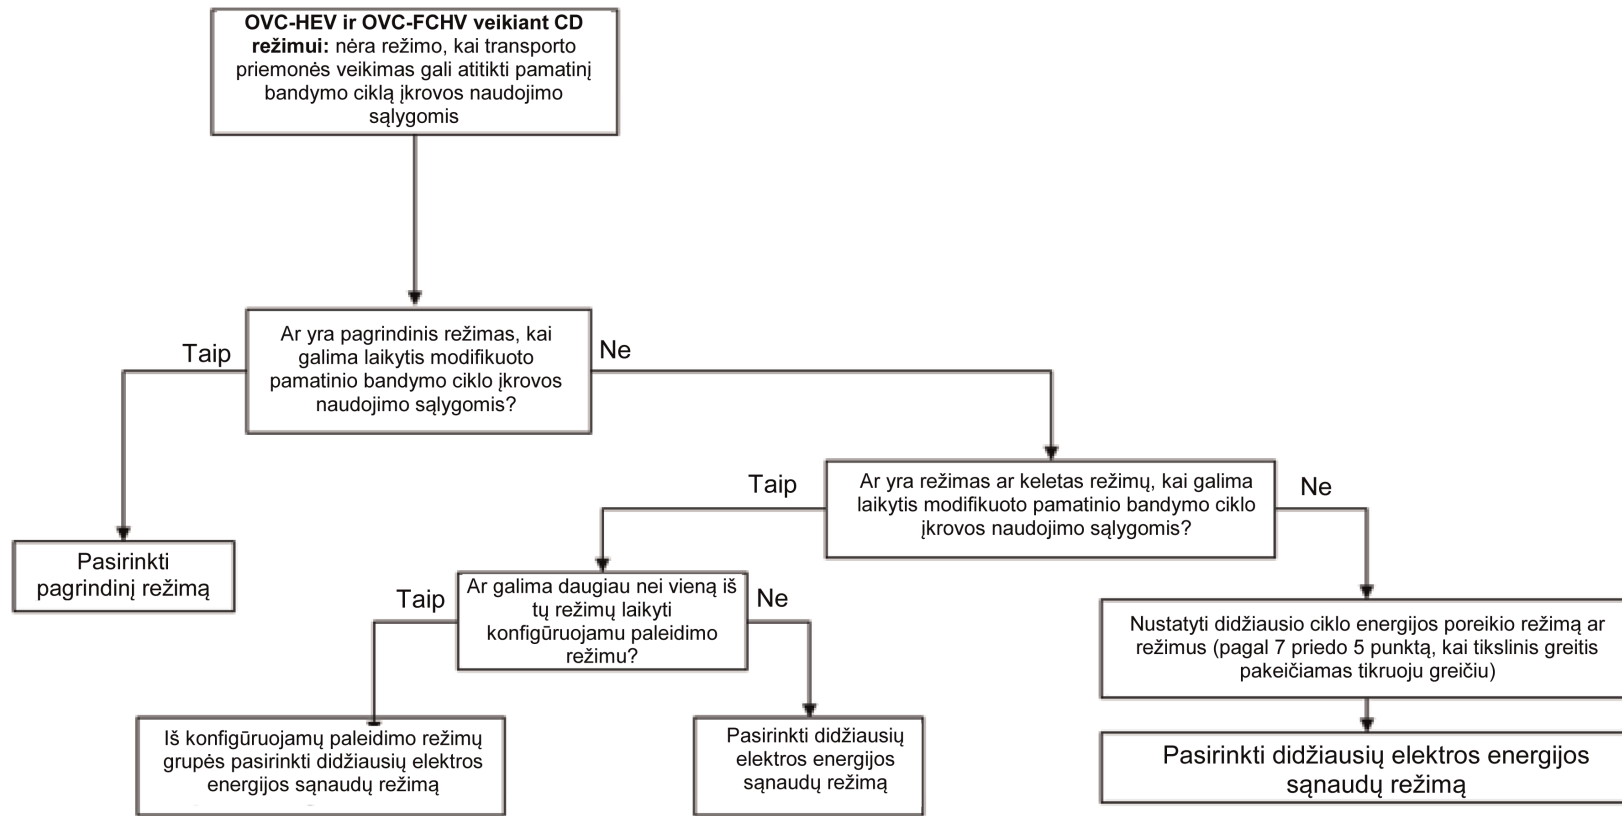 OVC-HEV ir OVC-FCHV veikiant CD
režimui: nėra režimo, kai transporto
priemonės veikimas gali atitikti pamatinį
bandymo ciklą įkrovos naudojimo
sąlygomis
Ar yra pagrindinis režimas, kai
galima laikytis modifikuoto
pamatinio bandymo ciklo įkrovos
naudojimo sąlygomis?
Taip
Ne
Pasirinkti
pagrindinį režimą
Ar yra režimas ar keletas režimų, kai galima
laikytis modifikuoto pamatinio bandymo ciklo
įkrovos naudojimo sąlygomis?
Taip
Ne
Ar galima daugiau nei vieną iš
tų režimų laikyti
konfigūruojamu paleidimo
režimu?
Taip
Ne
Iš konfigūruojamų paleidimo režimų
grupės pasirinkti didžiausių elektros
energijos sąnaudų režimą
Pasirinkti didžiausių
elektros energijos
sąnaudų režimą
Nustatyti didžiausio ciklo energijos poreikio režimą ar
režimus (pagal 7 priedo 5 punktą, kai tikslinis greitis
pakeičiamas tikruoju greičiu)
Pasirinkti didžiausių elektros energijos
sąnaudų režimą